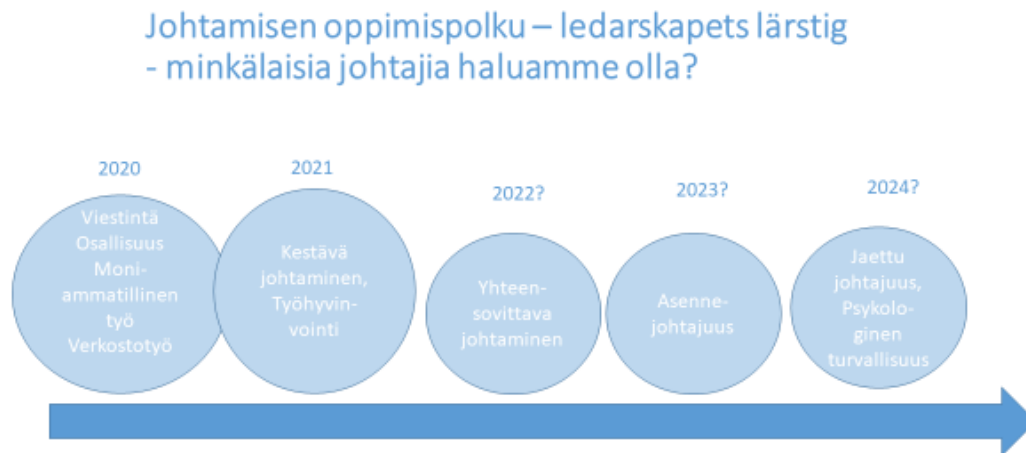 Johtamisen oppimispolku – ledarskapets lärstig
- minkälaisia johtajia haluamme olla?
2020
Viestintä
Osallisuus
Moni-
ammatillinen
työ
Verkostotyö
2021
Kestävä
johtaminen,
Työhyvin-
vointi
2022?
Yhteen-
sovittava
johtaminen
2023?
Asenne-
johtajuus
2024?
Jaettu
johtajuus,
Psykolo-
ginen
turvallisuus